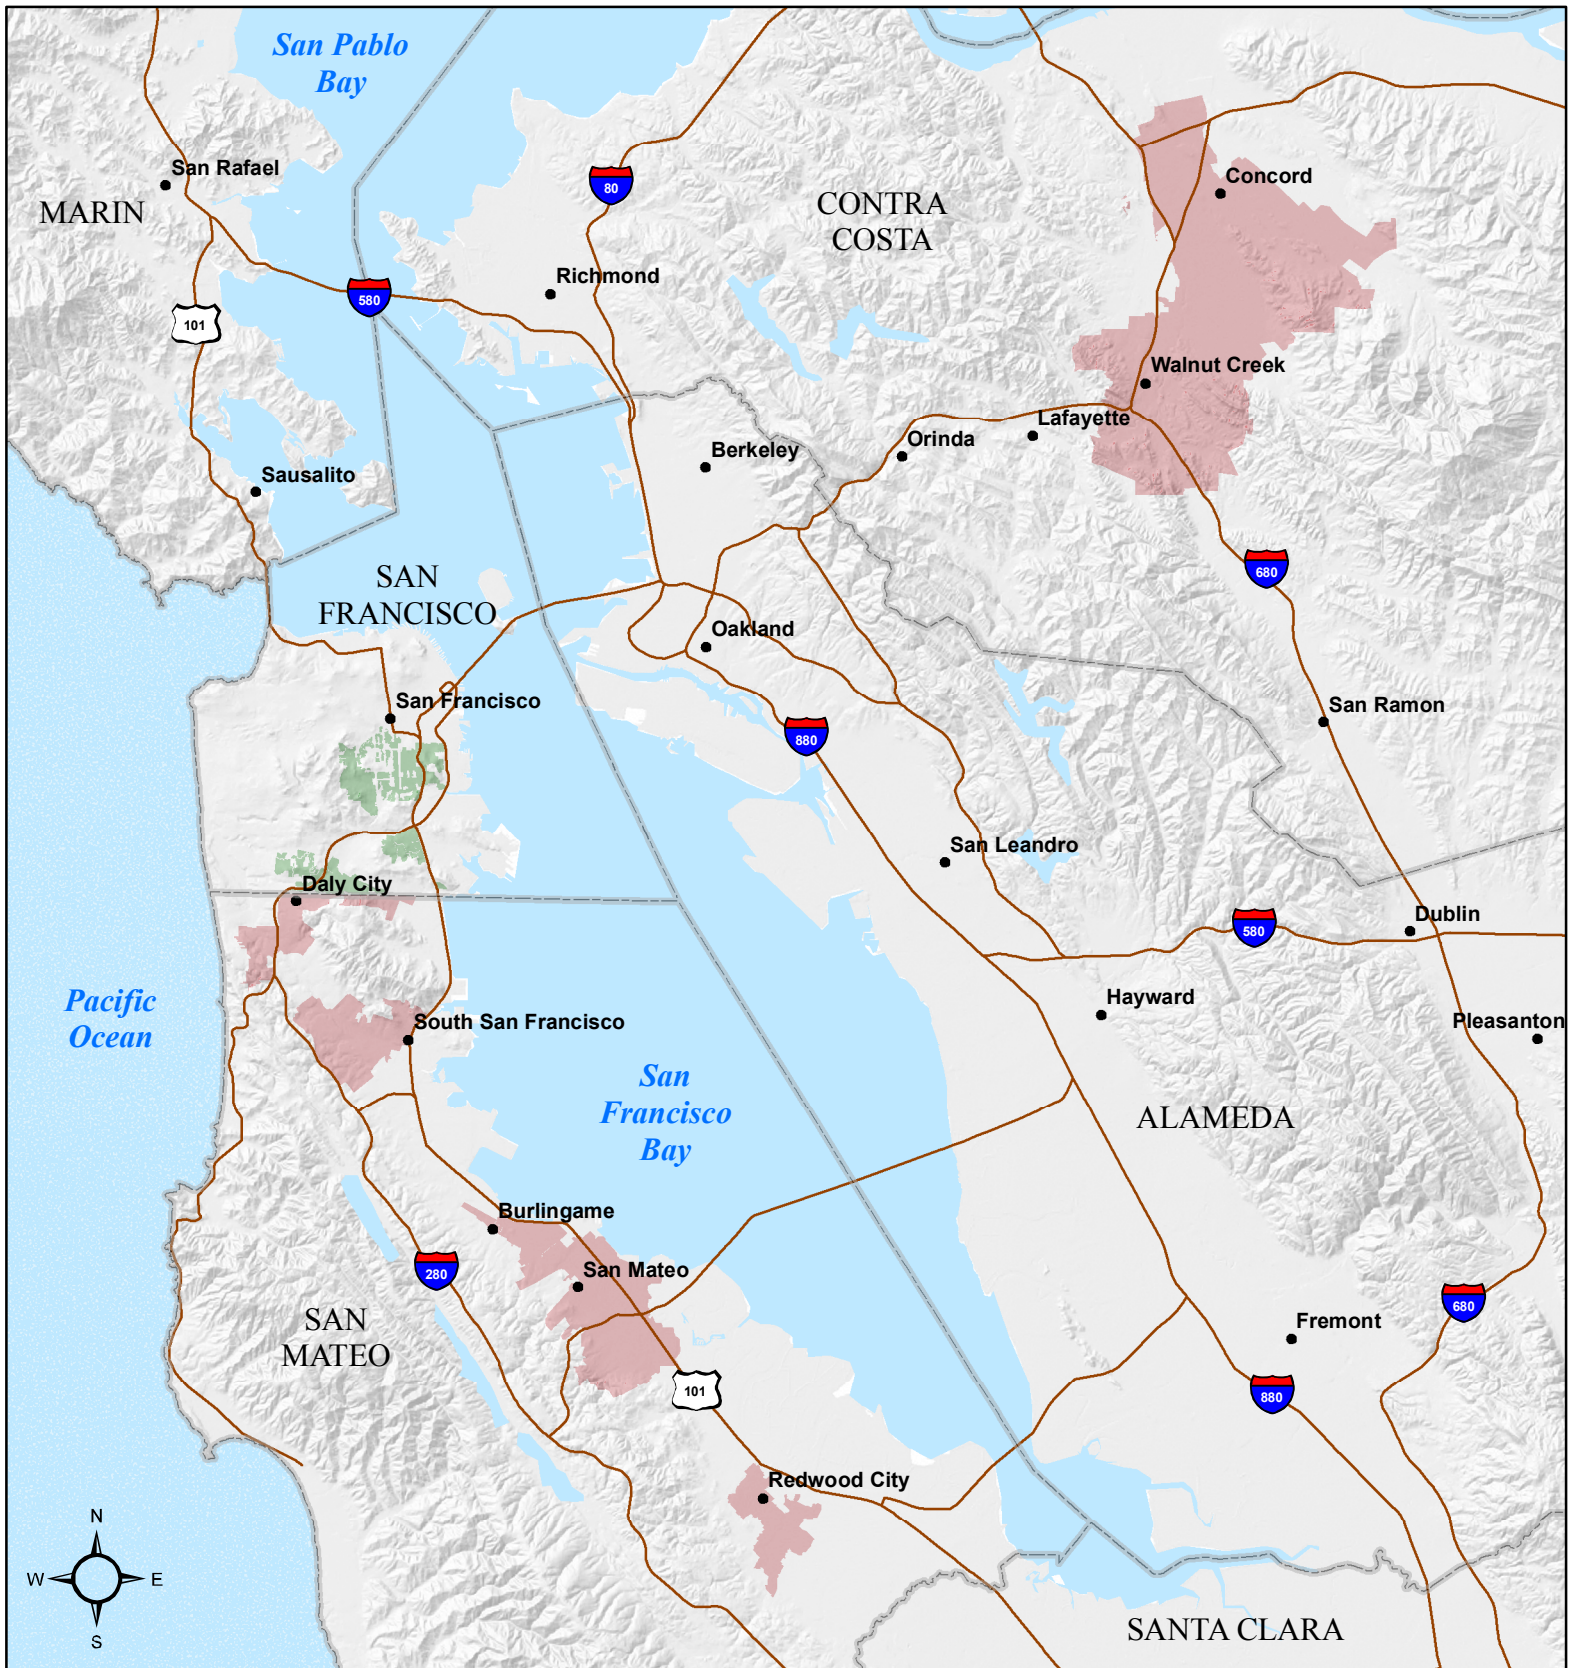 San Pablo
Bay
San Rafael
MARIN
80
CONTRA
COSTA
Concord
Richmond
580
101
Walnut Creek
Lafayette
Orinda
Berkeley
Sausalito
SAN
FRANCISCO
680
Oakland
San Francisco
San Ramon
880
San Leandro
Daly City
Dublin
580
Pacific
Ocean
Hayward
South San Francisco
Pleasanton
San
Francisco
Bay
ALAMEDA
Burlingame
280
San Mateo
680
SAN
MATEO
Fremont
101
880
Redwood City
N
W
E
S
SANTA CLARA